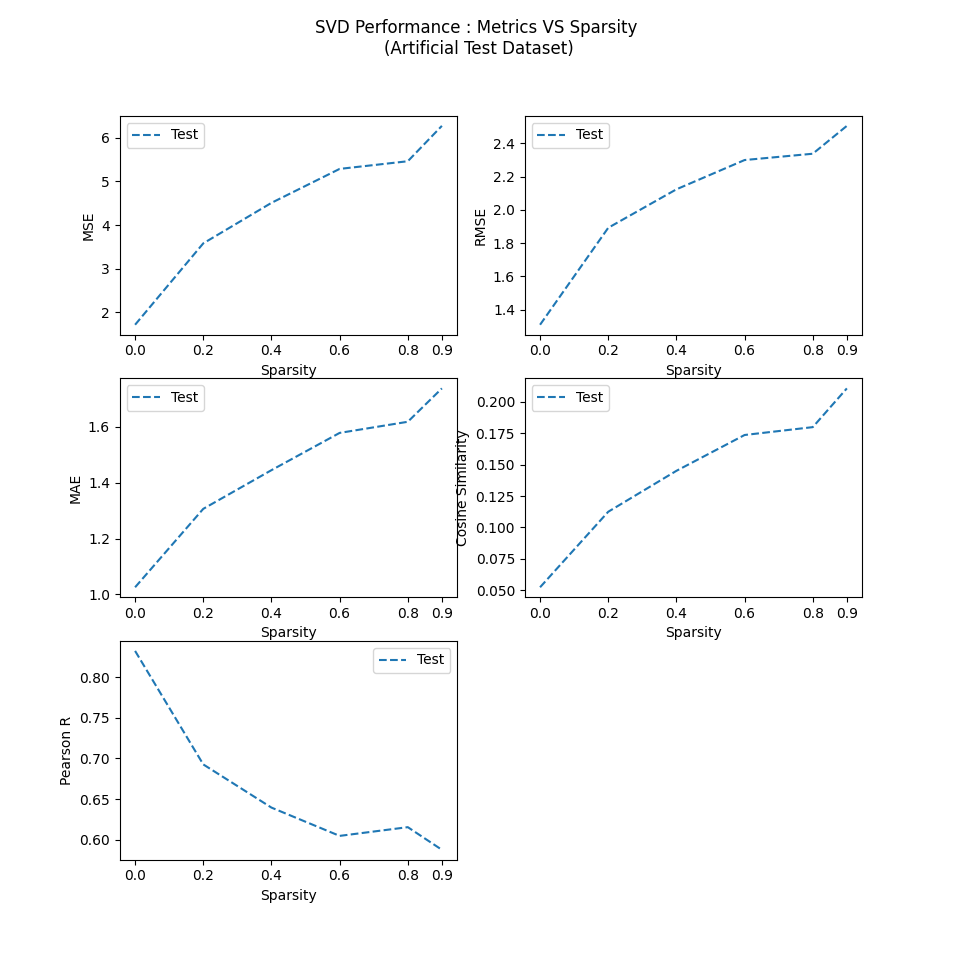 SVD Performance : Metrics VS Sparsity
(Artificial Test Dataset)
Test
MSE
6
5
4
3
2
0.0 0.2 0.4 0.6 0.8 0.9
Sparsity
Test
RMSE
2.4
2.2
2.0
1.8
1.6
1.4
0.0 0.2 0.4 0.6 0.8 0.9
Sparsity
Test
MAE
1.6
1.4
1.2
1.0
0.0 0.2 0.4 0.6 0.8 0.9
Sparsity
Test
Cosine Similarity
0.200
0.175
0.150
0.125
0.100
0.075
0.050
0.0 0.2 0.4 0.6 0.8 0.9
Sparsity
Test
Pearson R
0.80
0.75
0.70
0.65
0.60
0.0 0.2 0.4 0.6 0.8 0.9
Sparsity